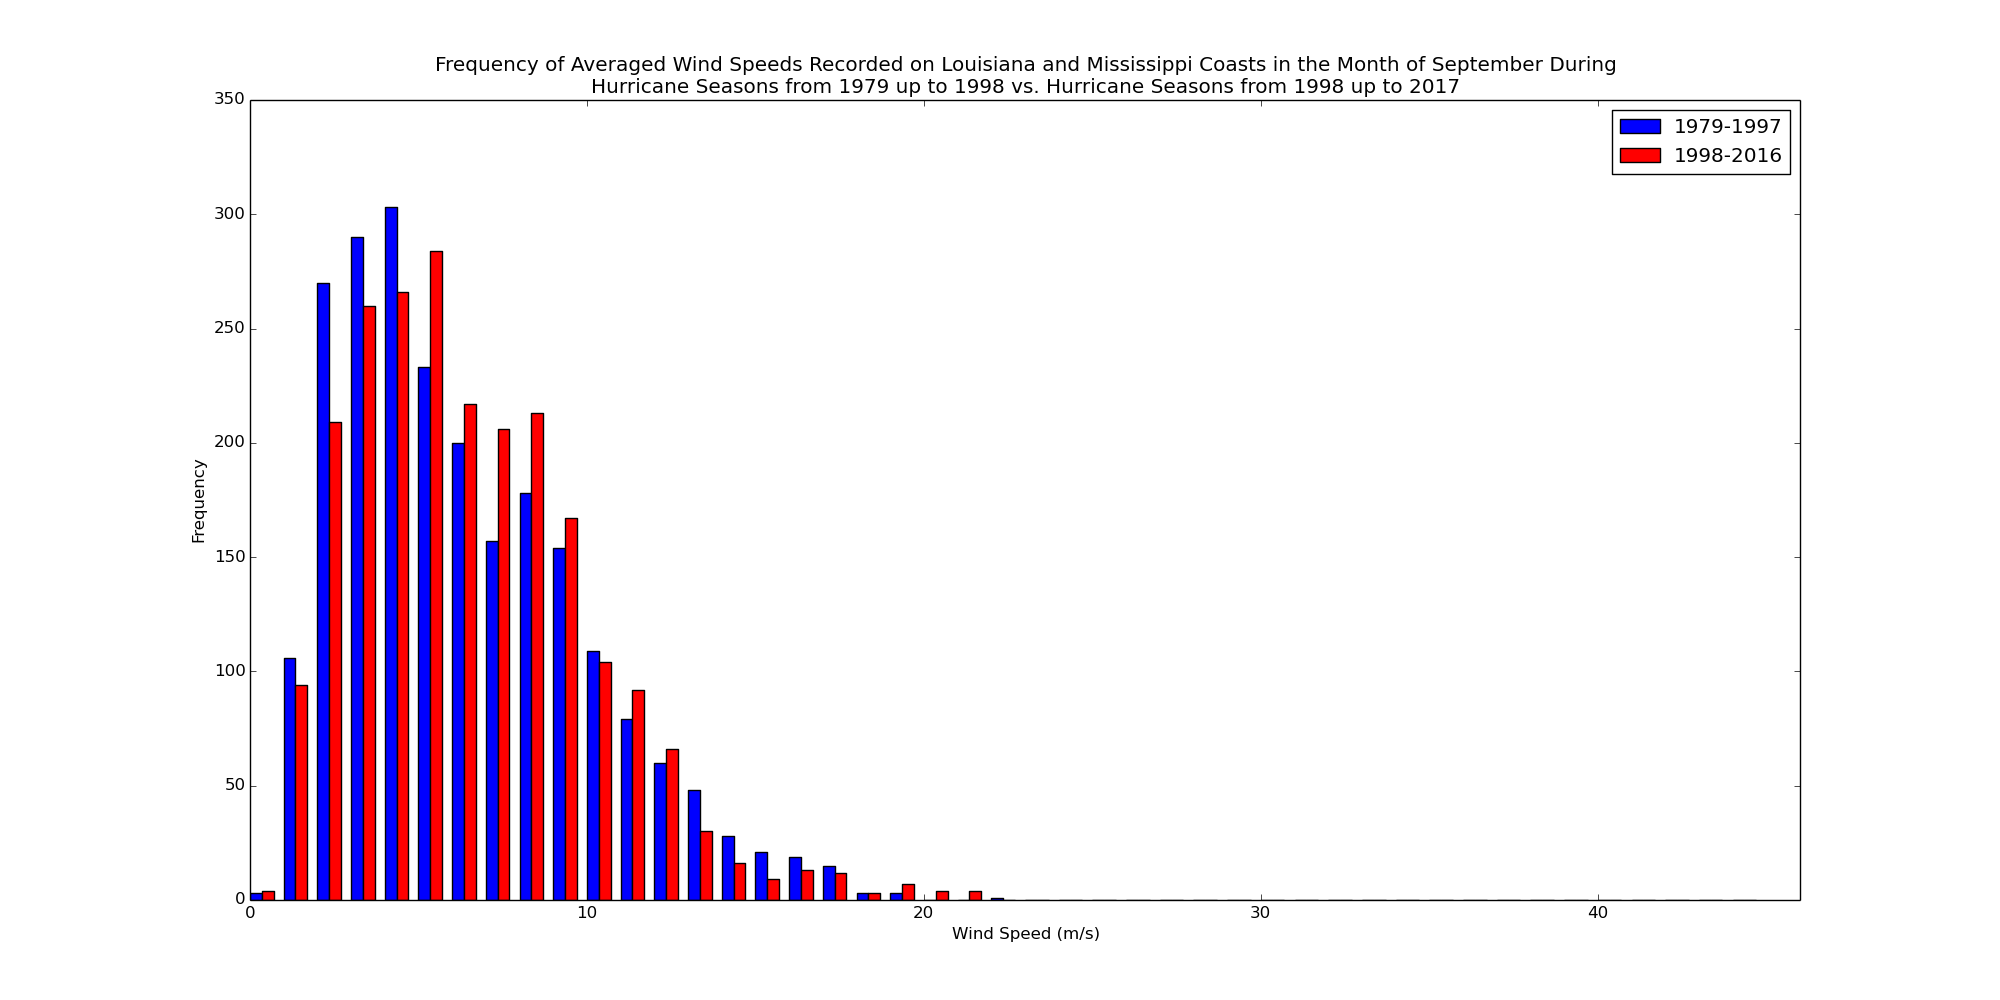 Frequency of Averaged Wind Speeds Recorded on Louisiana and Mississippi Coasts in the Month of September During
Hurricane Seasons from 1979 up to 1998 vs. Hurricane Seasons from 1998 up to 2017
1979-1997
1998-2016
350
300
250
200
150
100
50
0
Frequency
0 10 20 30 40
Wind Speed (m/s)